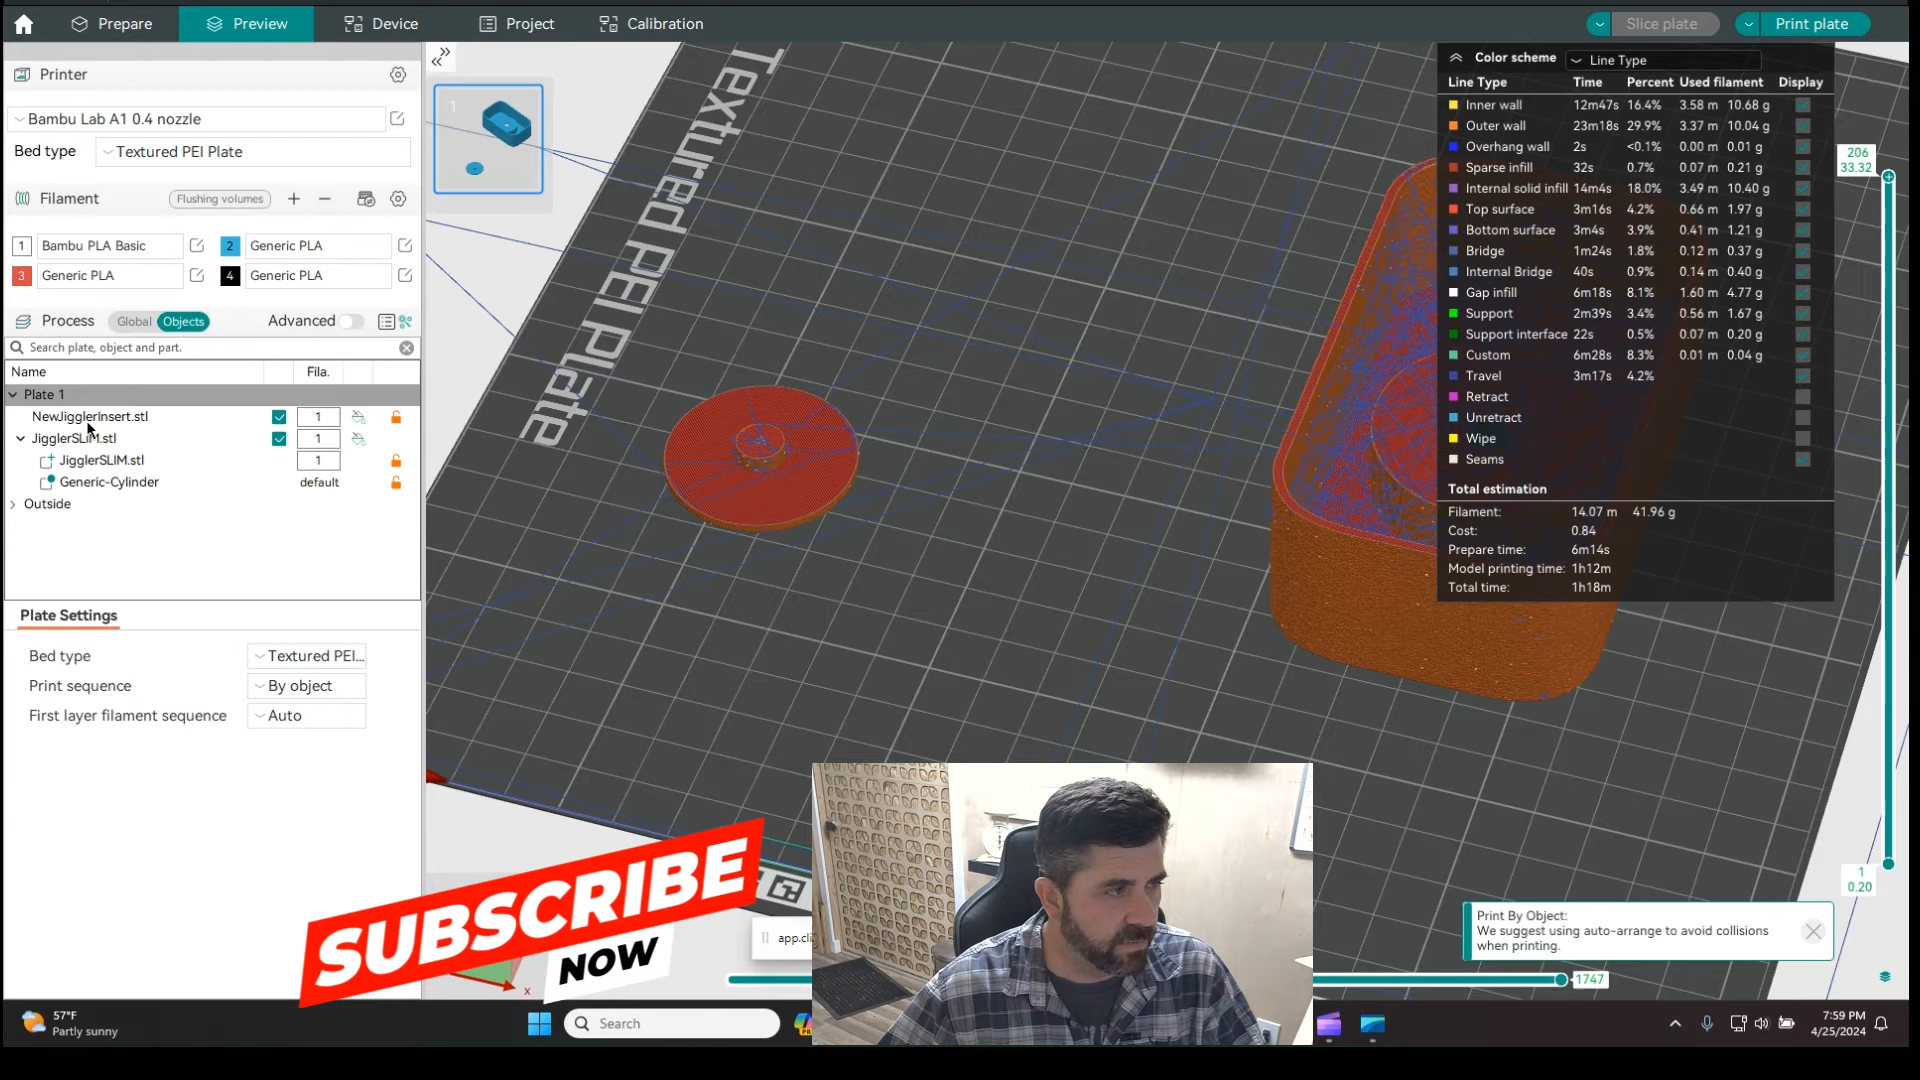 Prepare
Preview
Device
Project
Calibration
Slice plate
Print plate
Printer
Bambu Lab A1 0.4 nozzle
Bed type
Textured PEI Plate
Filament
Flushing volumes
1
Bambu PLA Basic
2
Generic PLA
3
Generic PLA
4
Generic PLA
Process
Global
Objects
Advanced
Search plate, object and part.
Name
Fila.
Plate 1
NewJigglerInsert.stl
1
JigglerSLIM.stl
1
JigglerSLIM.stl
1
Generic-Cylinder
default
Outside
Plate Settings
Bed type
Textured PEI...
Print sequence
By object
First layer filament sequence
Auto
1
Textured PEI Plate
Color scheme
Line Type
Line Type Time Percent Used filament Display
Inner wall 12m47s 16.4% 3.58 m 10.68 g
Outer wall 23m18s 29.9% 3.37 m 10.04 g
Overhang wall 2s <0.1% 0.00 m 0.01 g
Sparse infill 32s 0.7% 0.07 m 0.21 g
Internal solid infill 14m4s 18.0% 3.49 m 10.40 g
Top surface 3m16s 4.2% 0.66 m 1.97 g
Bottom surface 3m4s 3.9% 0.41 m 1.21 g
Bridge 1m24s 1.8% 0.12 m 0.37 g
Internal Bridge 40s 0.9% 0.14 m 0.40 g
Gap infill 6m18s 8.1% 1.60 m 4.77 g
Support 2m39s 3.4% 0.56 m 1.67 g
Support interface 22s 0.5% 0.07 m 0.20 g
Custom 6m28s 8.3% 0.01 m 0.04 g
Travel 3m17s 4.2%
Retract
Unretract
Wipe
Seams
Total estimation
Filament: 14.07 m 41.96 g
Cost: 0.84
Prepare time: 6m14s
Model printing time: 1h12m
Total time: 1h18m
206
33.32
1
0.20
Print By Object:
We suggest using auto-arrange to avoid collisions
when printing.
1747
SUBSCRIBE
NOW
app.cli
x
57°F
Partly sunny
Search
7:59 PM
4/25/2024